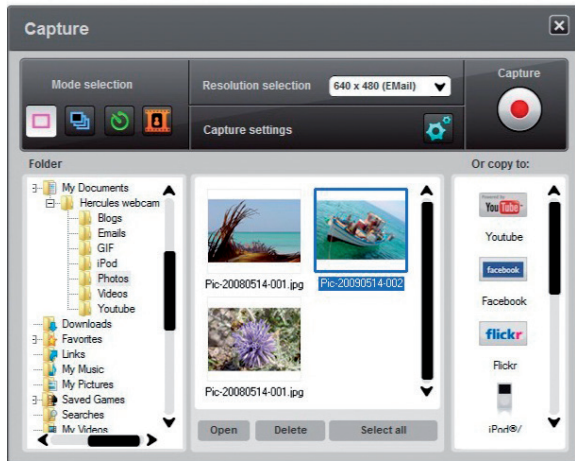 Capture
Mode selection
Resolution selection
640 x 480 (EMail)
Capture
Capture settings
Folder
Or copy to:
My Documents
Hercules webcam
Blogs
Emails
GIF
iPod
Photos
Videos
Youtube
Downloads
Favorites
Links
My Music
My Pictures
Saved Games
Searches
My Videos
Pic-20080514-001.jpg
Pic-20090514-002
Pic-20080514-001.jpg
Open
Delete
Select all
You Tube
Youtube
facebook
Facebook
flickr
Flickr
iPod®/